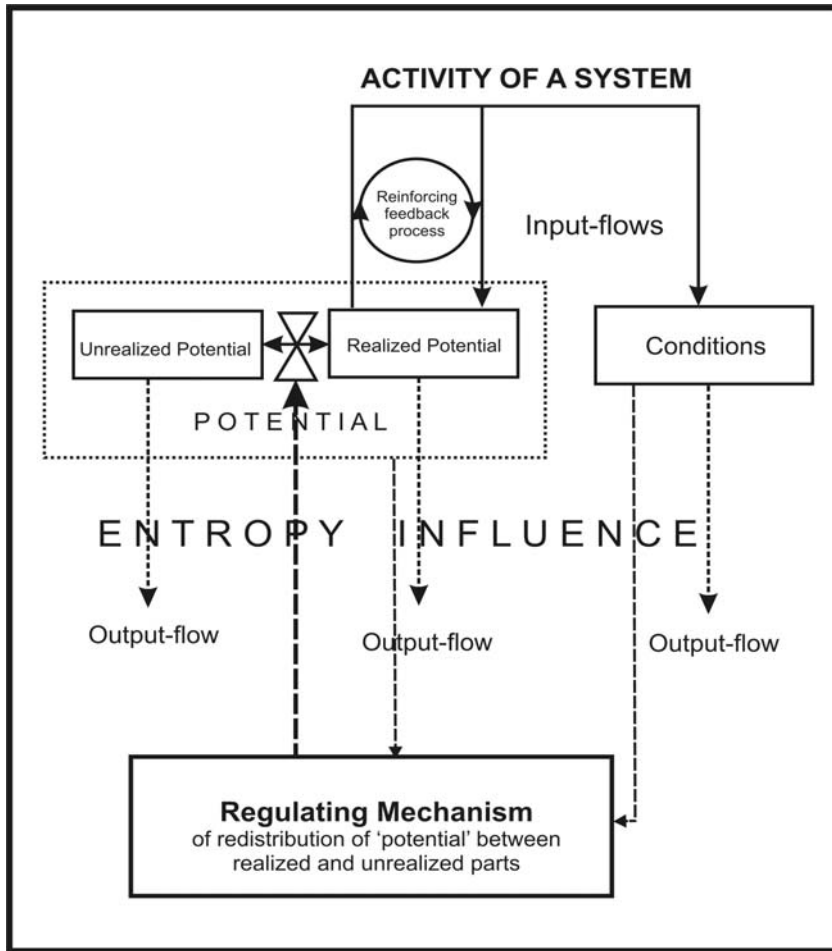 ACTIVITY OF A SYSTEM
Reinforcing
feedback
process
Input-flows
Unrealized Potential
Realized Potential
Conditions
POTENTIAL
ENTROPY INFLUENCE
Output-flow
Output-flow
Output-flow
Regulating Mechanism
of redistribution of ‘potential’ between
realized and unrealized parts